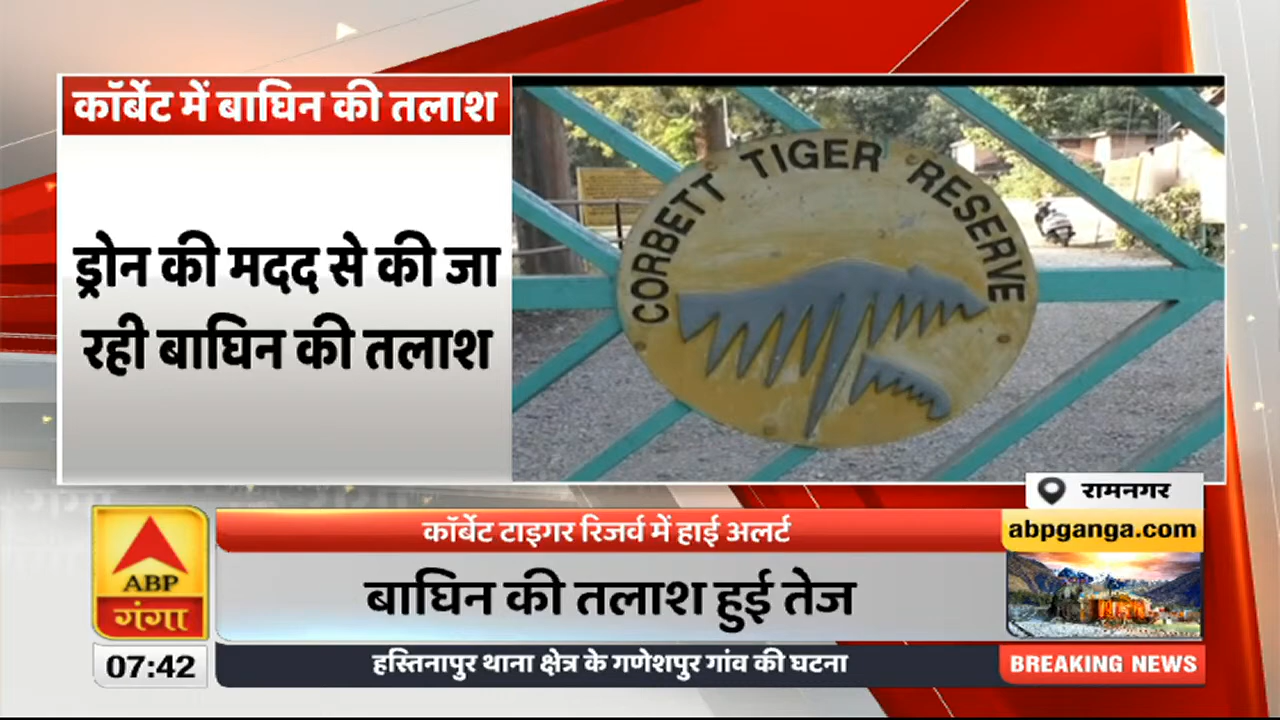 कॉर्बेट में बाघिन की तलाश
ड्रोन की मदद से की जा
रही बाघिन की तलाश
CORBETT TIGER RESERVE
रामनगर
कॉर्बेट टाइगर रिजर्व में हाई अलर्ट
abpganga.com
ABP
गंगा
बाघिन की तलाश हुई तेज
07:42
हस्तिनापुर थाना क्षेत्र के गणेशपुर गांव की घटना
BREAKING NEWS